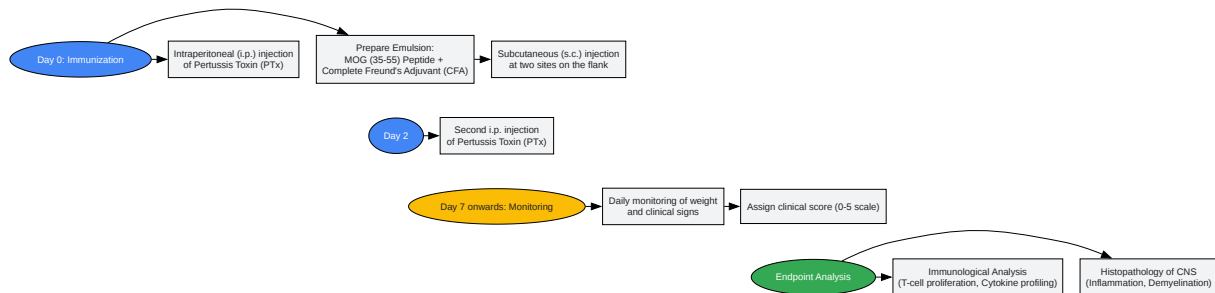 Day 0: Immunization
Intraperitoneal (i.p.) injection
of Pertussis Toxin (PTx)
Prepare Emulsion:
MOG (35-55) Peptide +
Complete Freund's Adjuvant (CFA)
Subcutaneous (s.c.) injection
at two sites on the flank
Day 2
Second i.p. injection
of Pertussis Toxin (PTx)
Day 7 onwards: Monitoring
Daily monitoring of weight
and clinical signs
Assign clinical score (0-5 scale)
Endpoint Analysis
Immunological Analysis
(T-cell proliferation, Cytokine profiling)
Histopathology of CNS
(Inflammation, Demyelination)